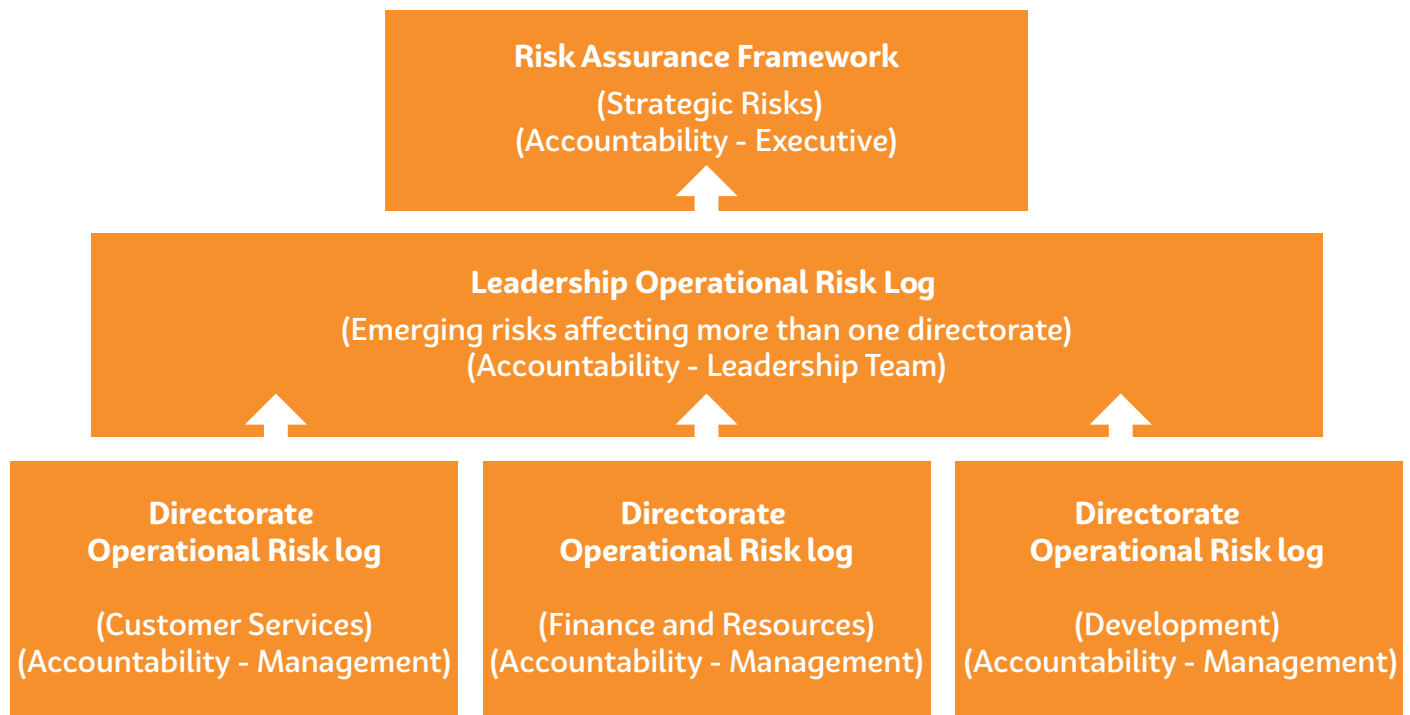 Risk Assurance Framework
(Strategic Risks)
(Accountability - Executive)
Leadership Operational Risk Log
(Emerging risks affecting more than one directorate)
(Accountability - Leadership Team)
Directorate
Operational Risk log
(Customer Services)
(Accountability - Management)
Directorate
Operational Risk log
(Finance and Resources)
(Accountability - Management)
Directorate
Operational Risk log
(Development)
(Accountability - Management)